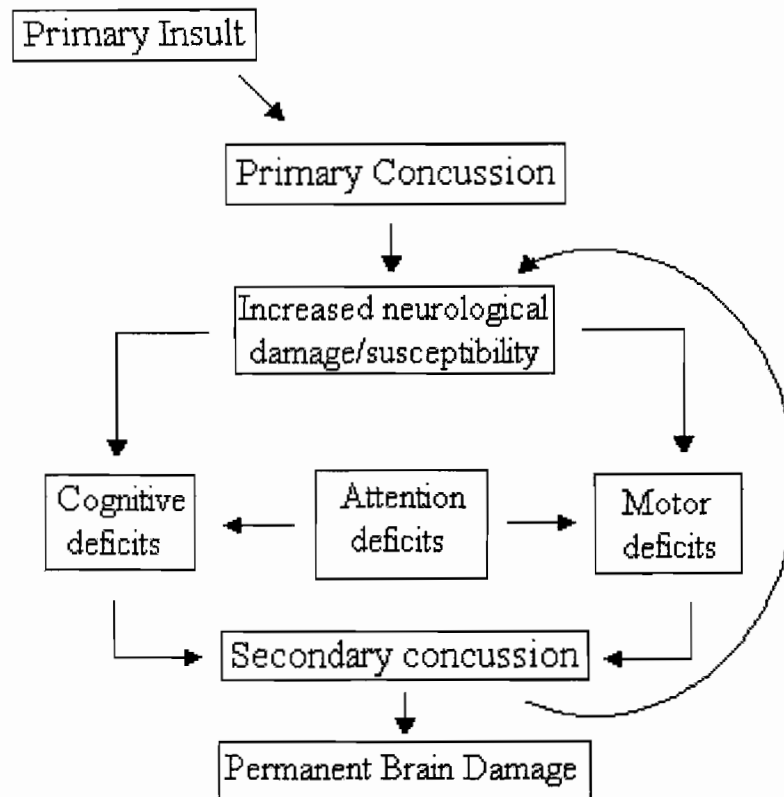 Primary Insult
Primary Concussion
Increased neurological
damage/susceptibility
Cognitive
deficits
Attention
deficits
Motor
deficits
Secondary concussion
Permanent Brain Damage